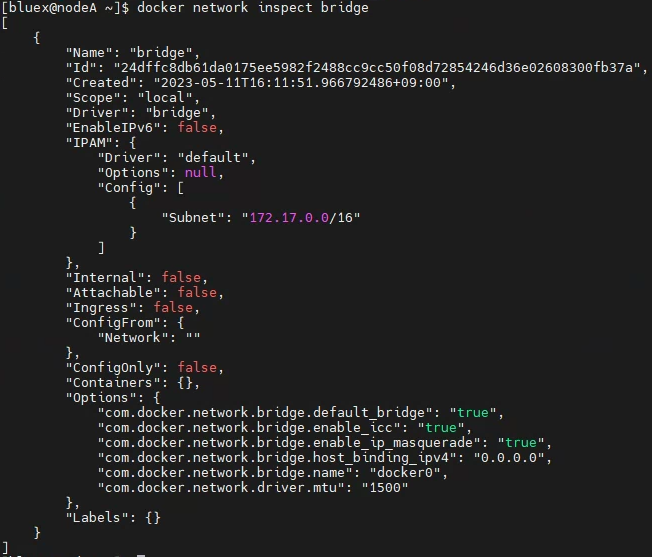 [bluex@nodeA ~]$ docker network inspect bridge
[
    {
        "Name": "bridge",
        "Id": "24dffc8db61da0175ee5982f2488cc9cc50f08d72854246d36e02608300fb37a",
        "Created": "2023-05-11T16:11:51.966792486+09:00",
        "Scope": "local",
        "Driver": "bridge",
        "EnableIPv6": false,
        "IPAM": {
            "Driver": "default",
            "Options": null,
            "Config": [
                {
                    "Subnet": "172.17.0.0/16"
                }
            ]
        },
        "Internal": false,
        "Attachable": false,
        "Ingress": false,
        "ConfigFrom": {
            "Network": ""
        },
        "ConfigOnly": false,
        "Containers": {},
        "Options": {
            "com.docker.network.bridge.default_bridge": "true",
            "com.docker.network.bridge.enable_icc": "true",
            "com.docker.network.bridge.enable_ip_masquerade": "true",
            "com.docker.network.bridge.host_binding_ipv4": "0.0.0.0",
            "com.docker.network.bridge.name": "docker0",
            "com.docker.network.driver.mtu": "1500"
        },
        "Labels": {}
    }
]